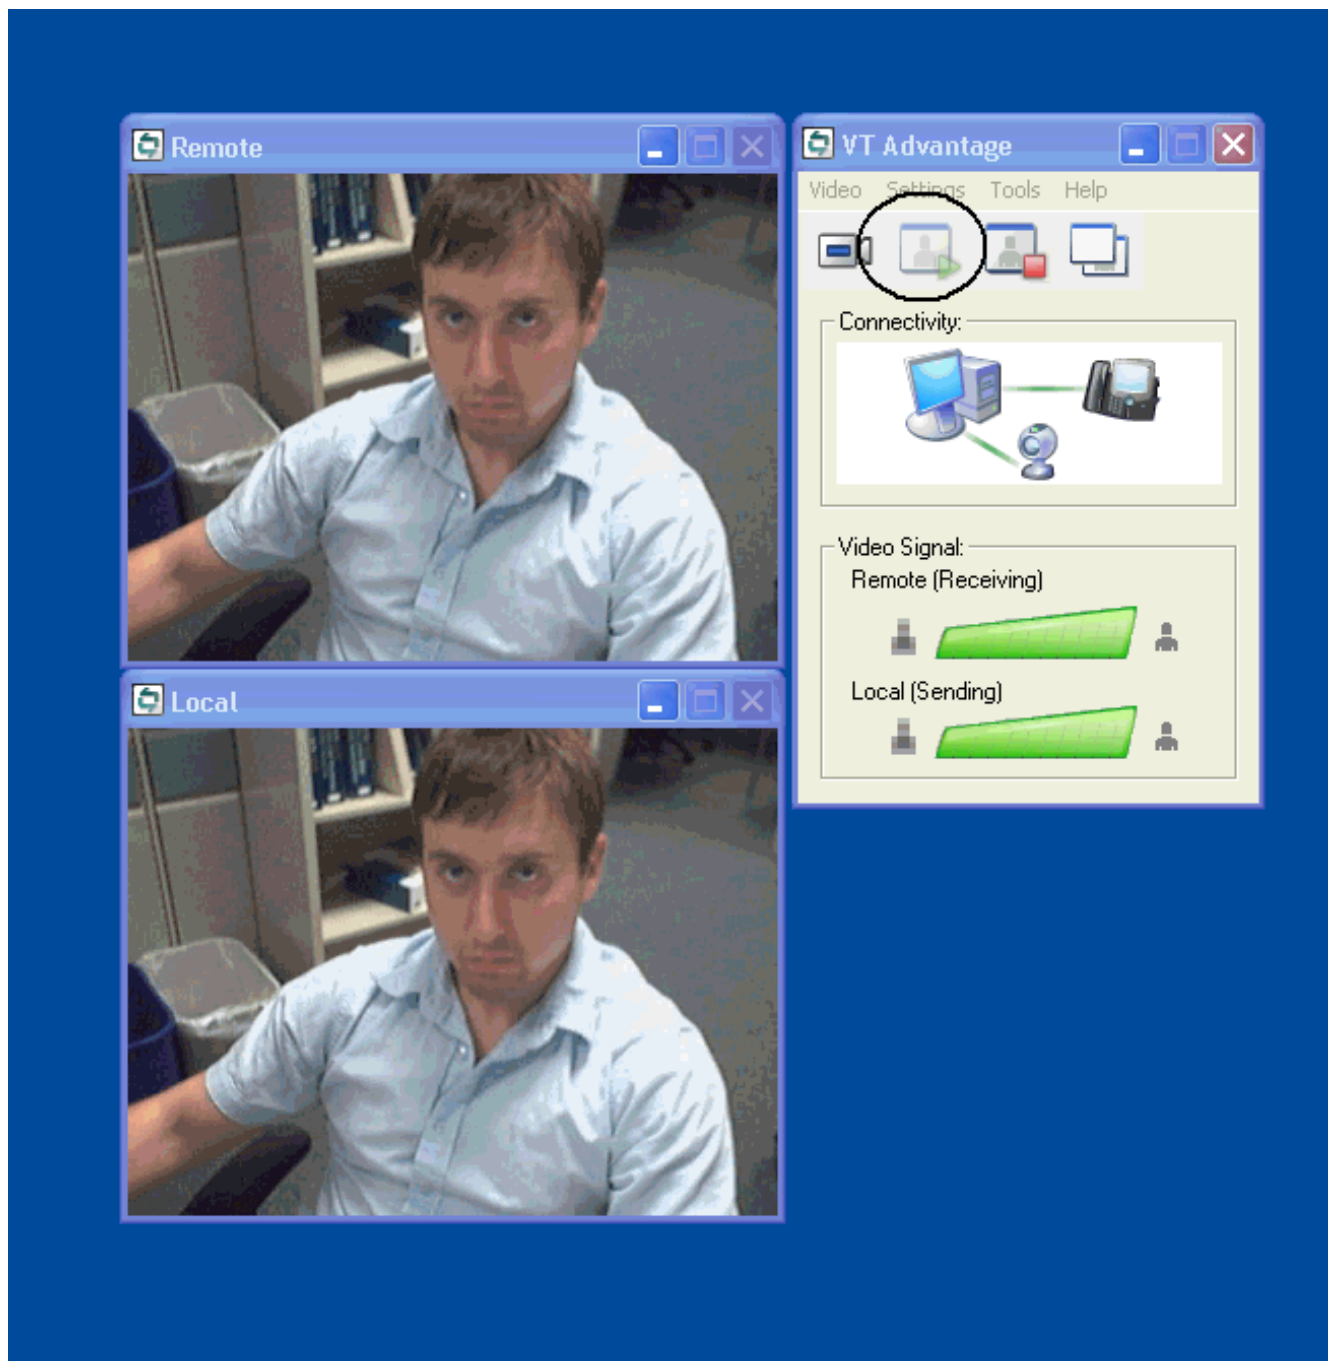 Remote
VT Advantage
Video Settings Tools Help
Connectivity:
Video Signal:
Remote (Receiving)
Local (Sending)
Local